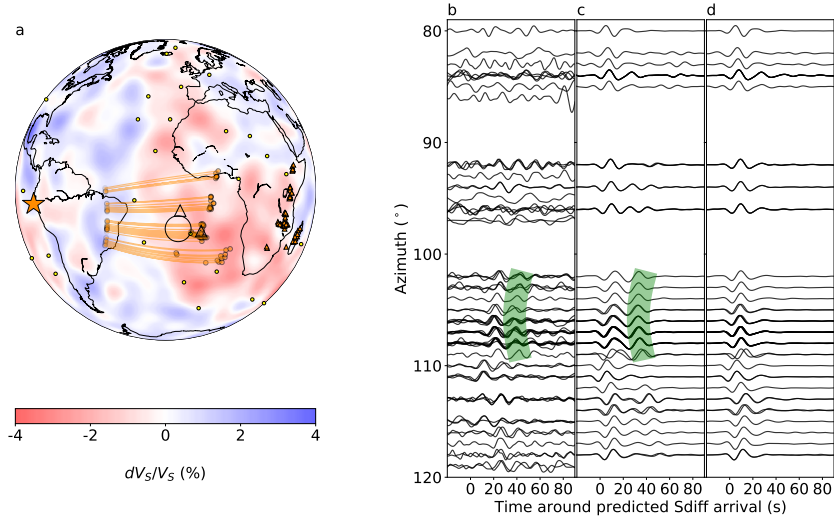 a
b
c
d
80
90
100
110
120
Azimuth (°)
0 20 40 60 80
0 20 40 60 80
0 20 40 60 80
Time around predicted Sdiff arrival (s)
-4 -2 0 2 4
dV_S/V_S (%)